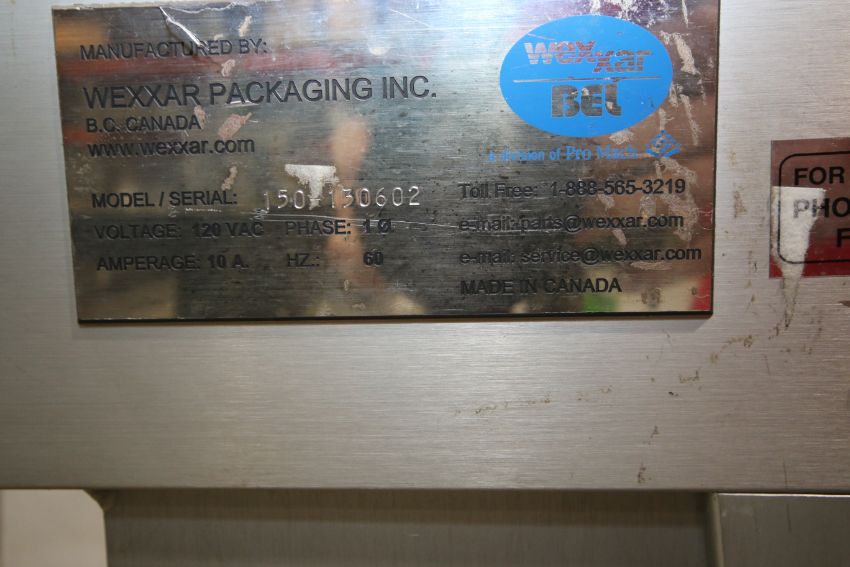 MANUFACTURED BY:
WEXXAR PACKAGING INC.
B.C. CANADA
www.wexxar.com
MODEL / SERIAL: 150-130602
VOLTAGE: 120 VAC PHASE: 1 Ø
AMPERAGE: 10 A. HZ.: 60
wexxar
BEL
A division of Pro Mach
Toll Free: 1-888-565-3219
e-mail: parts@wexxar.com
e-mail: service@wexxar.com
MADE IN CANADA
FOR
PHO
F